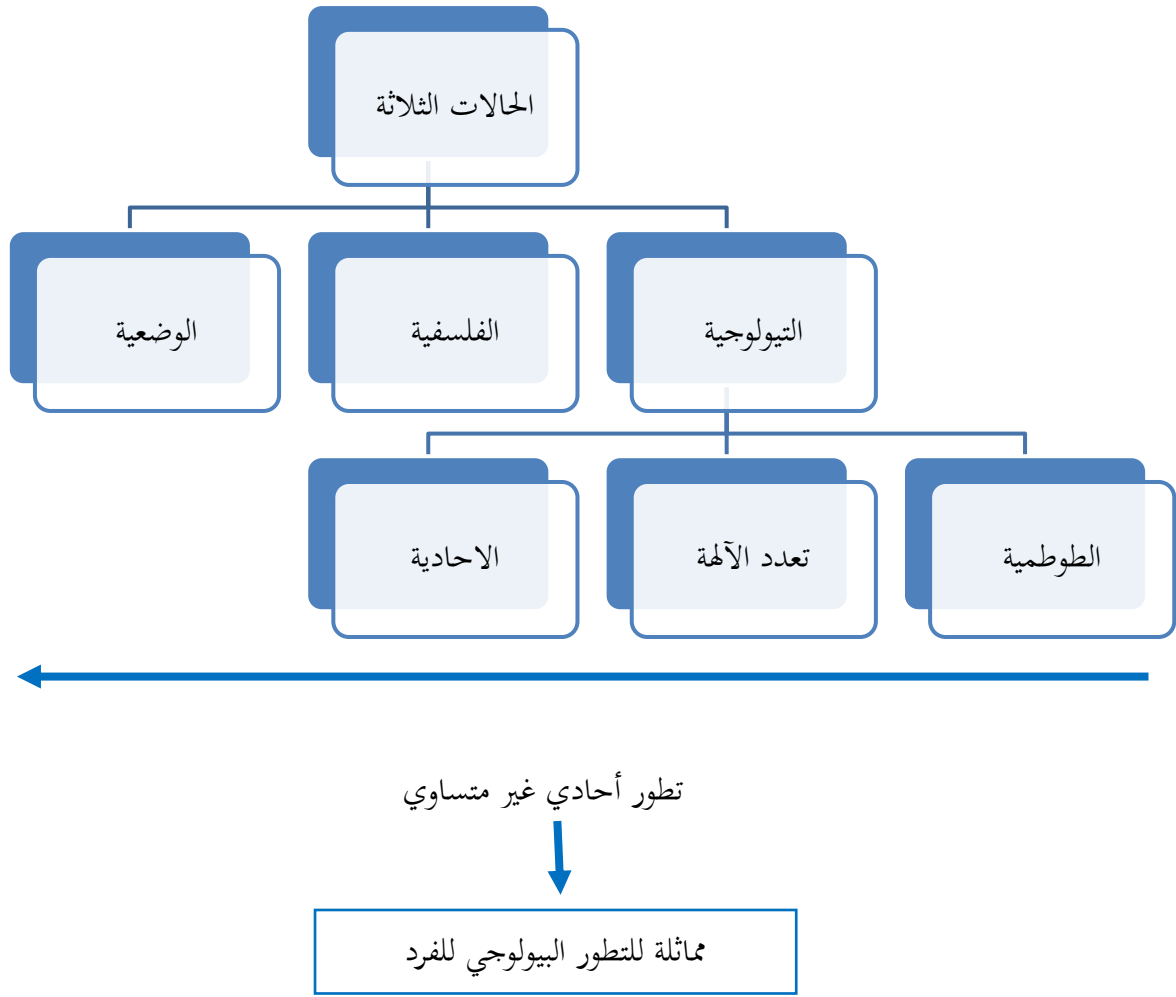 الحالات الثلاثة
التيولوجية
الفلسفية
الوضعية
الطوطمية
تعدد الآلهة
الاحادية
تطور أحادي غير متساوي
مماثلة للتطور البيولوجي للفرد